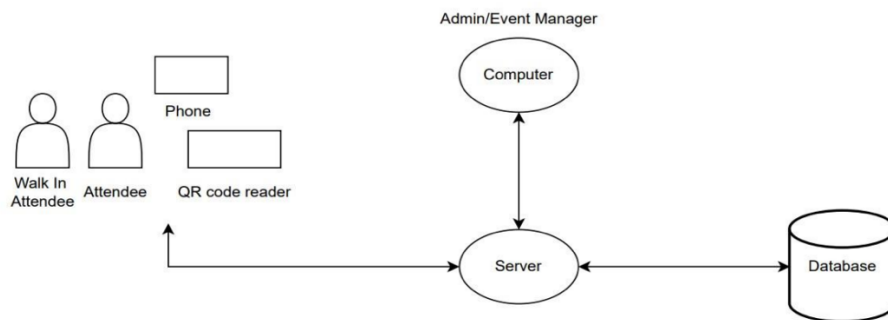 Admin/Event Manager
Computer
Phone
Walk In
Attendee
Attendee
QR code reader
Server
Database